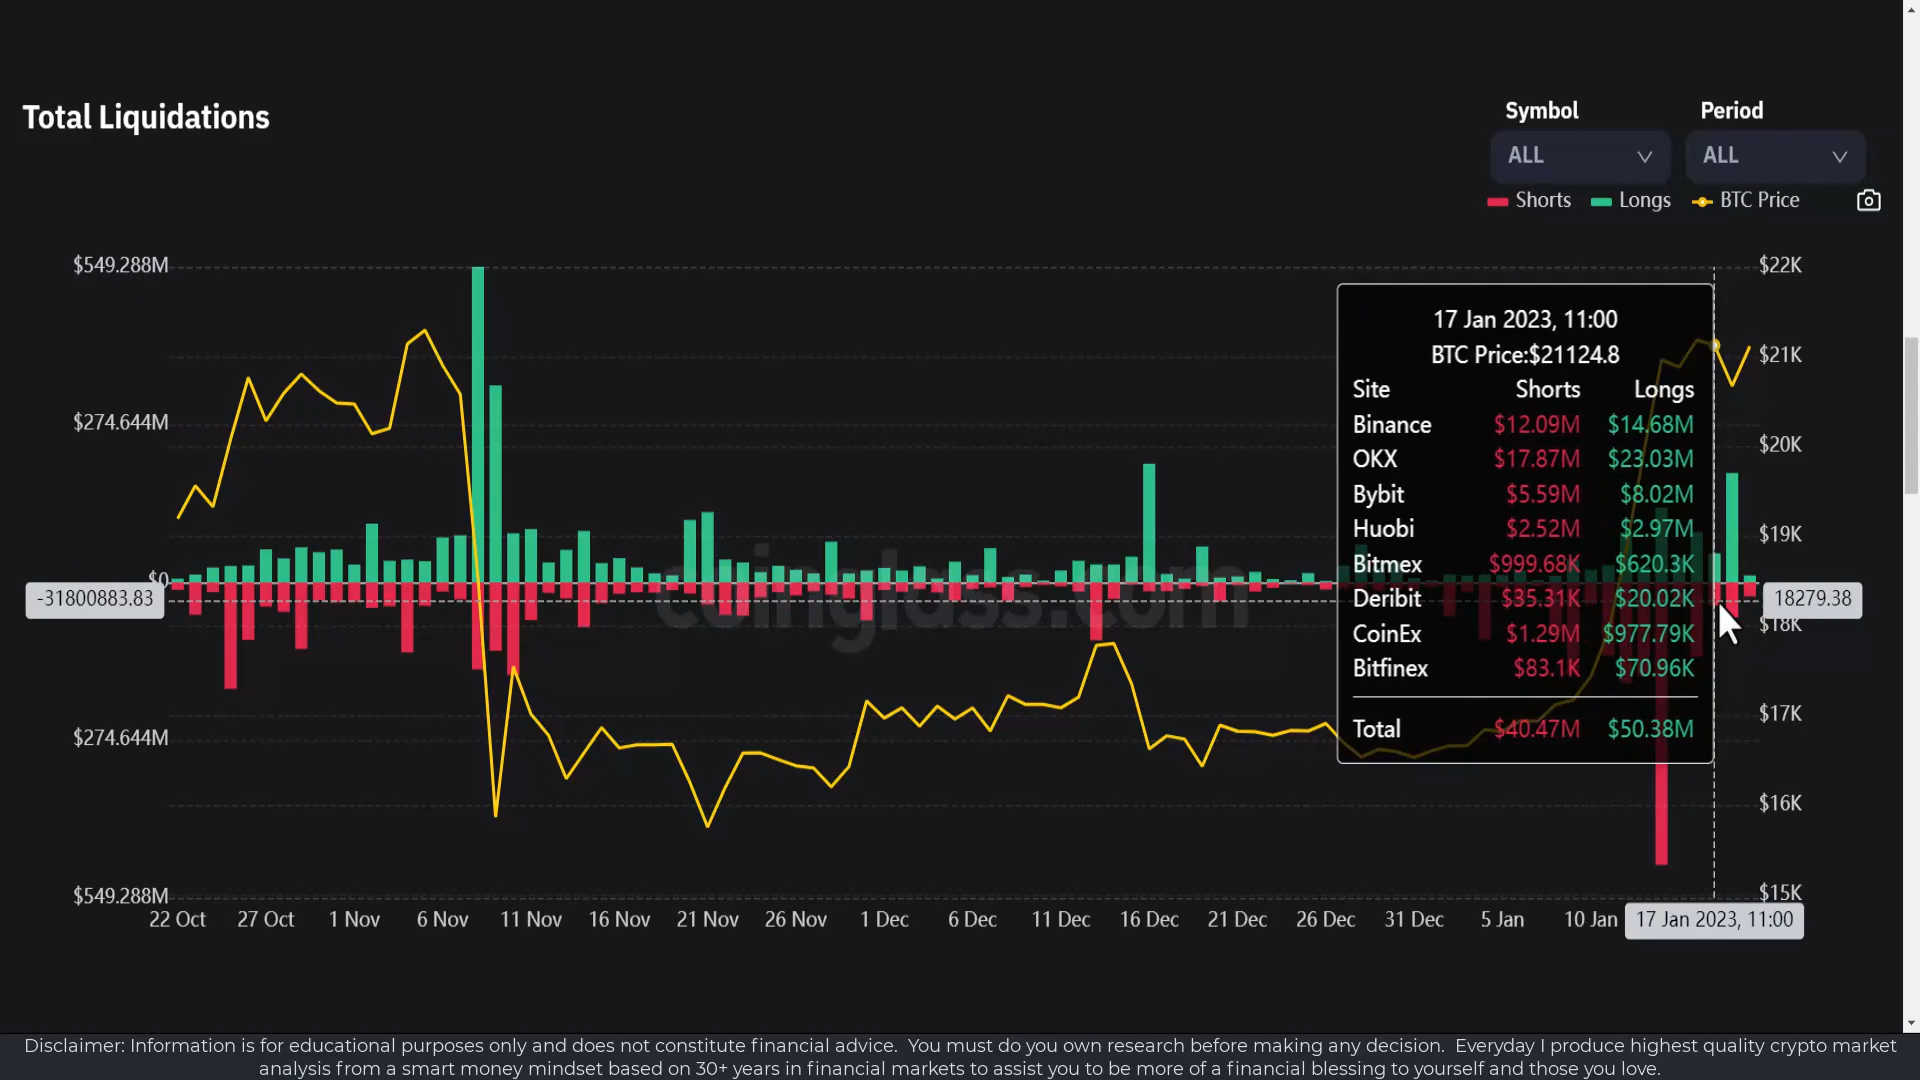 Total Liquidations
Symbol Period
ALL ALL
Shorts Longs BTC Price
$549.288M
$274.644M
$0
-31800883.83
$274.644M
$549.288M
$22K
$21K
$20K
$19K
18279.38
$18K
$17K
$16K
$15K
17 Jan 2023, 11:00
BTC Price:$21124.8
Site Shorts Longs
Binance $12.09M $14.68M
OKX $17.87M $23.03M
Bybit $5.59M $8.02M
Huobi $2.52M $2.97M
Bitmex $999.68K $620.3K
Deribit $35.31K $20.02K
CoinEx $1.29M $977.79K
Bitfinex $83.1K $70.96K
Total $40.47M $50.38M
coinglass.com
22 Oct 27 Oct 1 Nov 6 Nov 11 Nov 16 Nov 21 Nov 26 Nov 1 Dec 6 Dec 11 Dec 16 Dec 21 Dec 26 Dec 31 Dec 5 Jan 10 Jan 17 Jan 2023, 11:00
Disclaimer: Information is for educational purposes only and does not constitute financial advice. You must do you own research before making any decision. Everyday I produce highest quality crypto market
analysis from a smart money mindset based on 30+ years in financial markets to assist you to be more of a financial blessing to yourself and those you love.